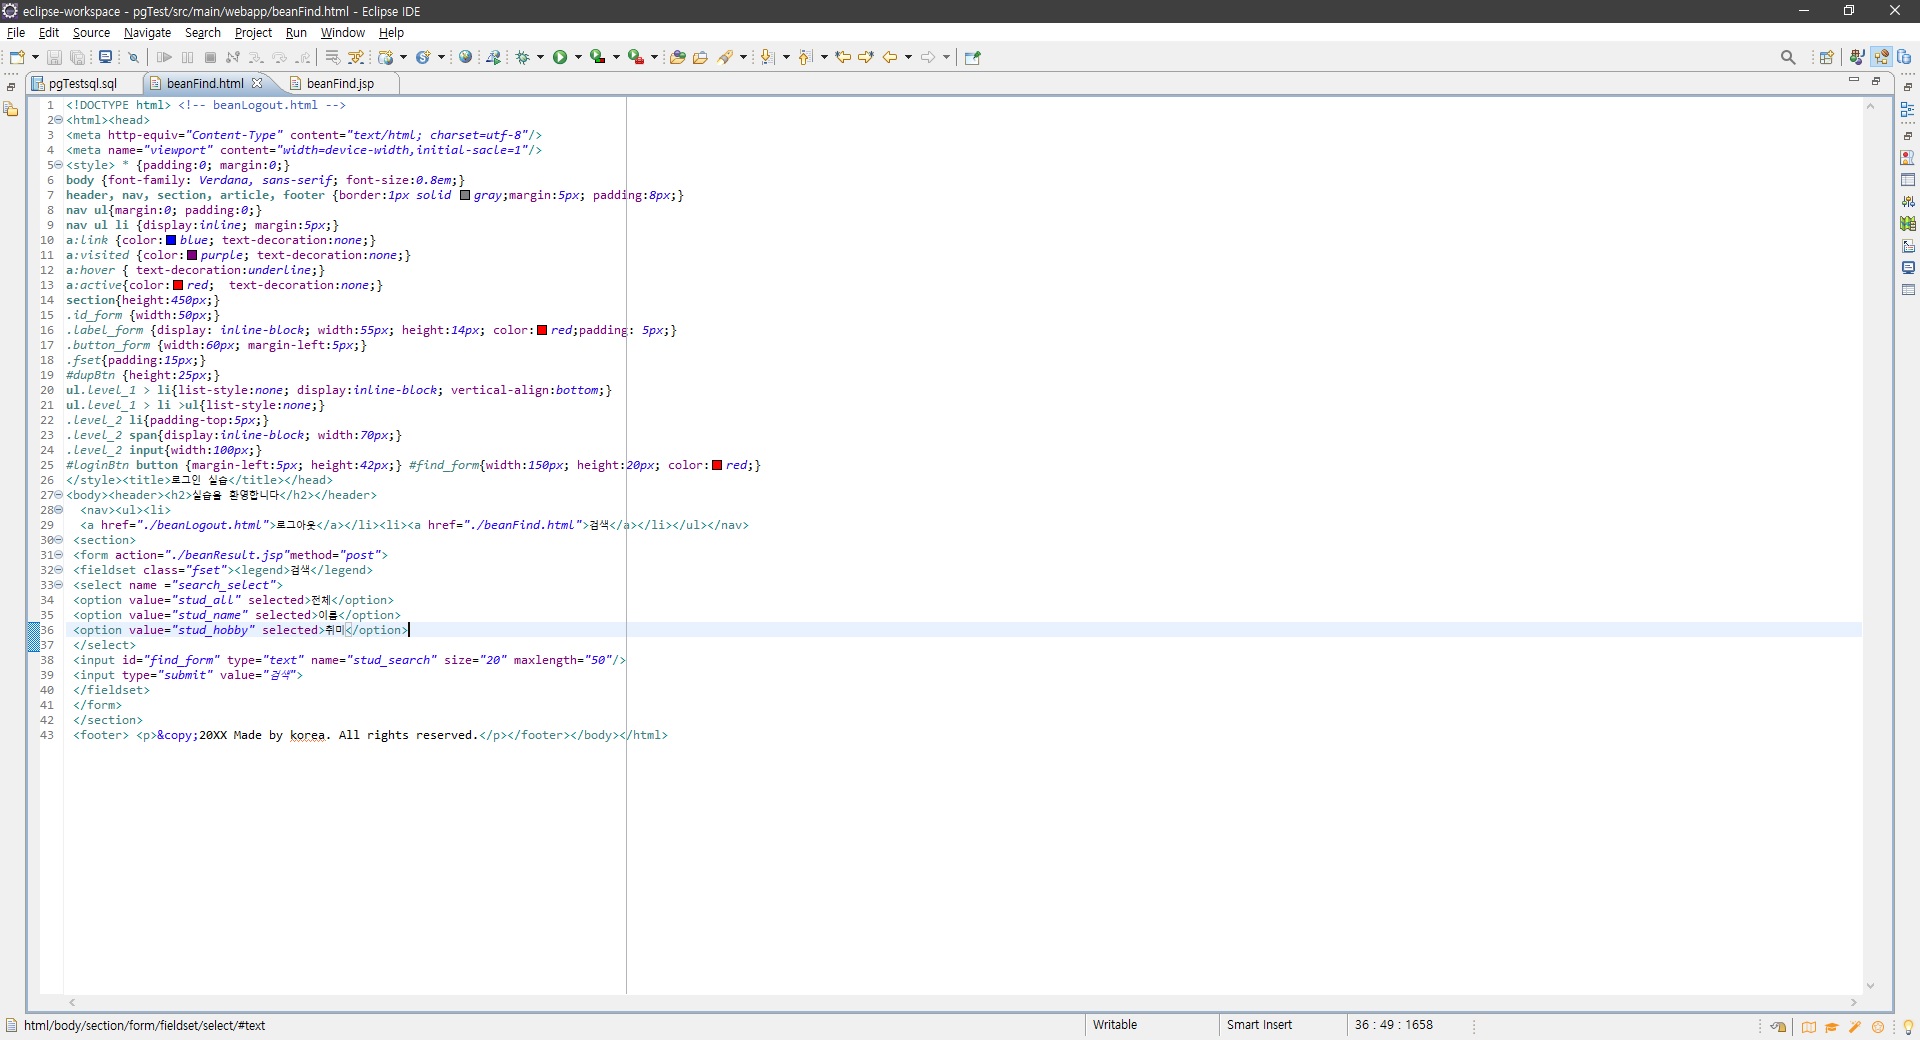 eclipse-workspace - pgTest/src/main/webapp/beanFind.html - Eclipse IDE
File Edit Source Navigate Search Project Run Window Help
pgTestsql.sql beanFind.html beanFind.jsp
1 <!DOCTYPE html> <!-- beanLogout.html -->
2 <html><head>
3 <meta http-equiv="Content-Type" content="text/html; charset=utf-8"/>
4 <meta name="viewport" content="width=device-width,initial-sacle=1"/>
5 <style> * {padding:0; margin:0;}
6 body {font-family: Verdana, sans-serif; font-size:0.8em;}
7 header, nav, section, article, footer {border:1px solid gray;margin:5px; padding:8px;}
8 nav ul{margin:0; padding:0;}
9 nav ul li {display:inline; margin:5px;}
10 a:link {color:blue; text-decoration:none;}
11 a:visited {color:purple; text-decoration:none;}
12 a:hover { text-decoration:underline;}
13 a:active{color:red;  text-decoration:none;}
14 section{height:450px;}
15 .id_form {width:50px;}
16 .label_form {display: inline-block; width:55px; height:14px; color:red;padding: 5px;}
17 .button_form {width:60px; margin-left:5px;}
18 .fset{padding:15px;}
19 #dupBtn {height:25px;}
20 ul.level_1 > li{list-style:none; display:inline-block; vertical-align:bottom;}
21 ul.level_1 > li >ul{list-style:none;}
22 .level_2 li{padding-top:5px;}
23 .level_2 span{display:inline-block; width:70px;}
24 .level_2 input{width:100px;}
25 #loginBtn button {margin-left:5px; height:42px;} #find_form{width:150px; height:20px; color:red;}
26 </style><title>로그인 실습</title></head>
27 <body><header><h2>실습을 환영합니다</h2></header>
28 <nav><ul><li>
29 <a href="./beanLogout.html">로그아웃</a></li><li><a href="./beanFind.html">검색</a></li></ul></nav>
30 <section>
31 <form action="./beanResult.jsp"method="post">
32 <fieldset class="fset"><legend>검색</legend>
33 <select name ="search_select">
34 <option value="stud_all" selected>전체</option>
35 <option value="stud_name" selected>이름</option>
36 <option value="stud_hobby" selected>취미</option>
37 </select>
38 <input id="find_form" type="text" name="stud_search" size="20" maxlength="50"/>
39 <input type="submit" value="검색">
40 </fieldset>
41 </form>
42 </section>
43 <footer> <p>&copy;20XX Made by korea. All rights reserved.</p></footer></body></html>
html/body/section/form/fieldset/select/#text Writable Smart Insert 36 : 49 : 1658